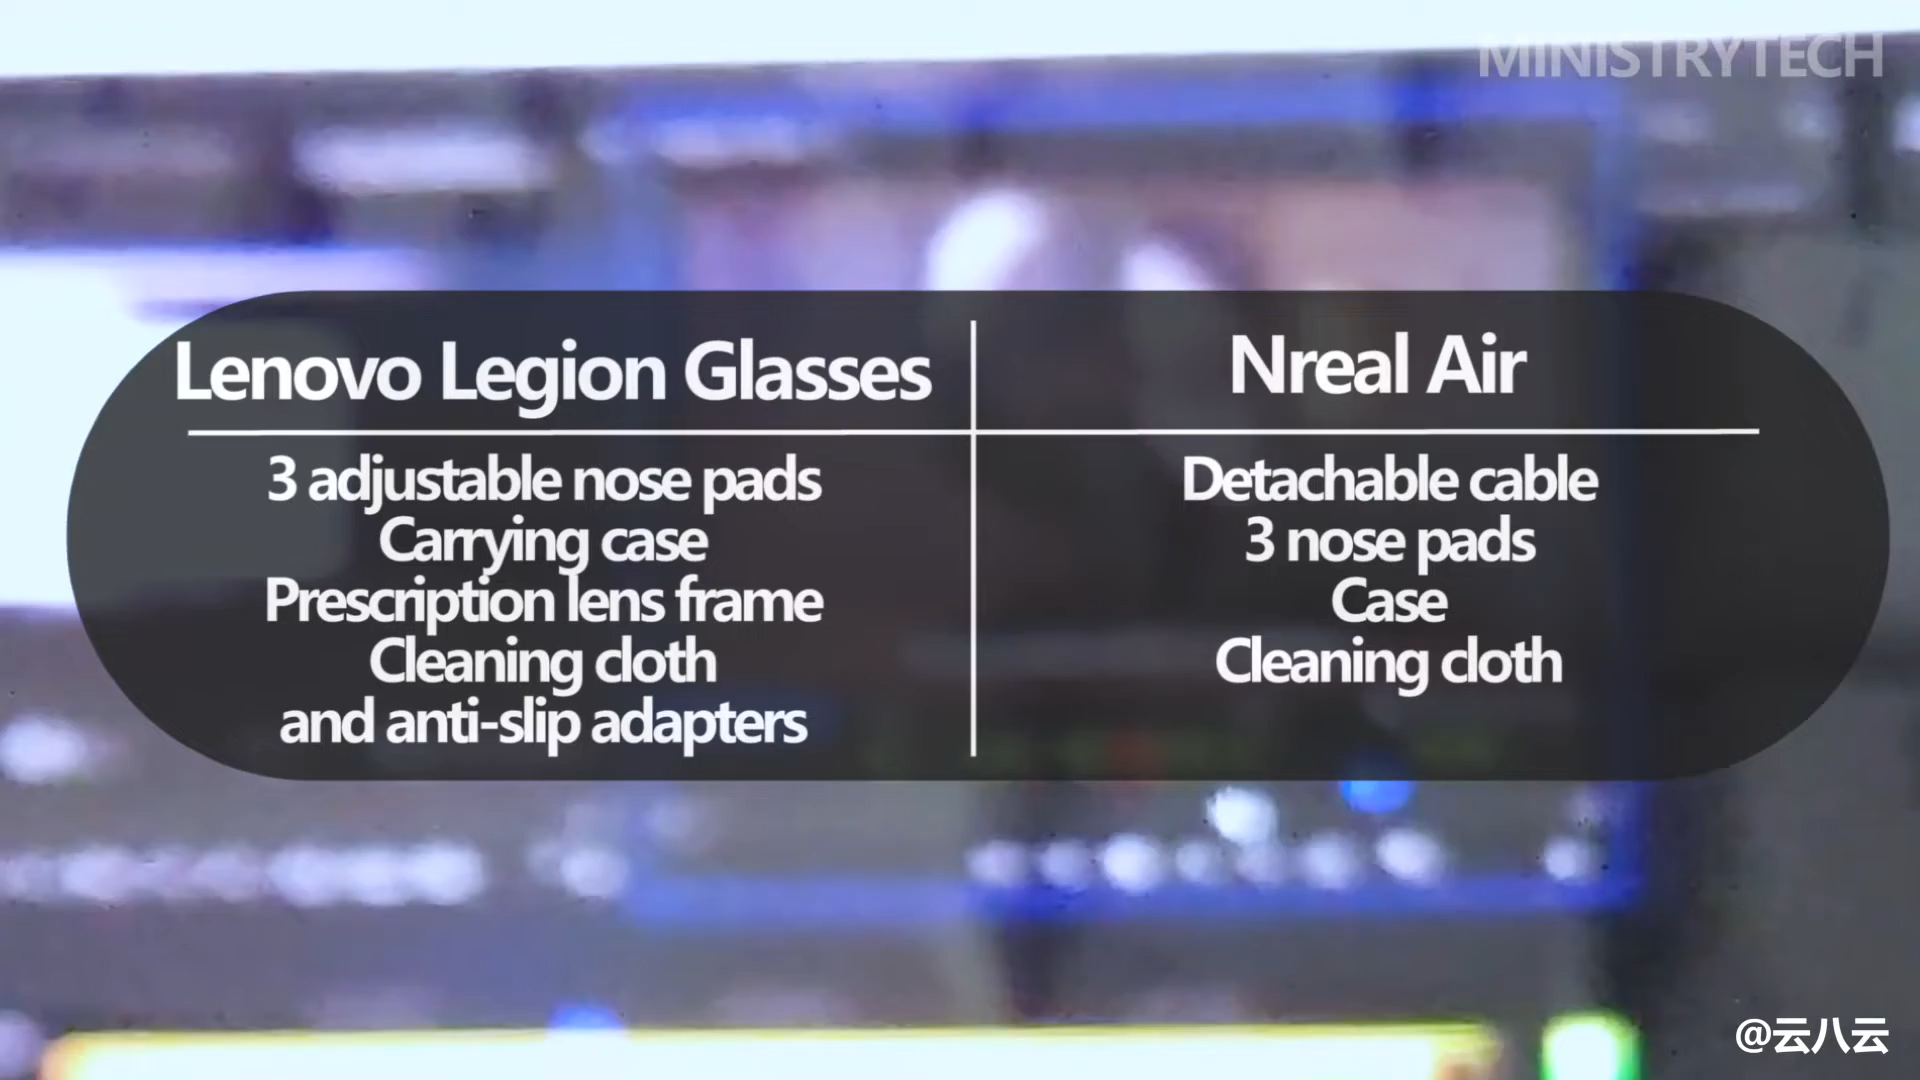 MINISTRYTECH
Lenovo Legion Glasses
3 adjustable nose pads
Carrying case
Prescription lens frame
Cleaning cloth
and anti-slip adapters
Nreal Air
Detachable cable
3 nose pads
Case
Cleaning cloth
@云八云